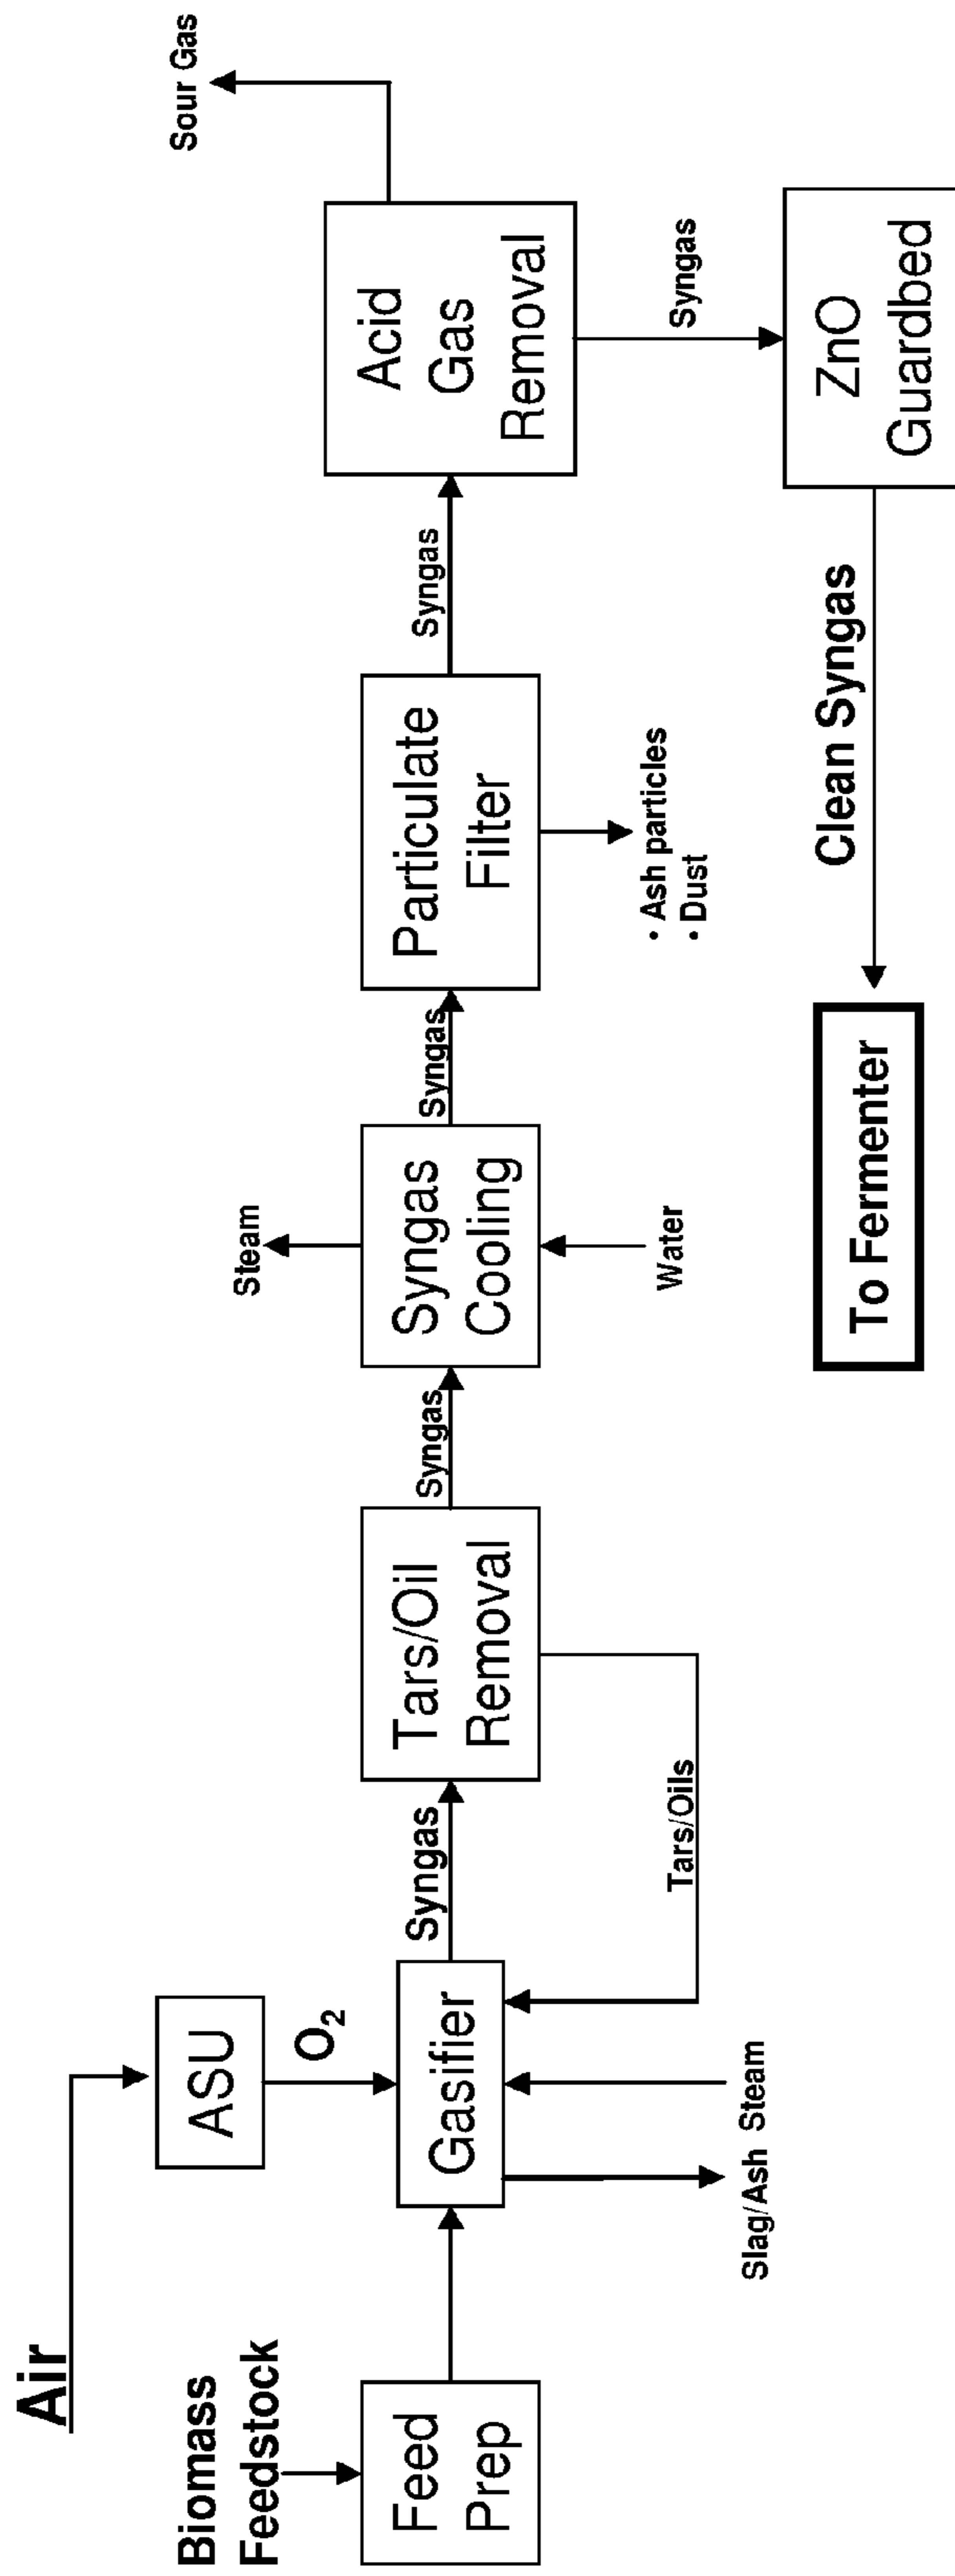 Air
Biomass
Feedstock
Feed
Prep
ASU
O₂
Gasifier
Slag/Ash
Steam
Syngas
Tars/Oil
Removal
Tars/Oils
Syngas
Syngas
Cooling
Steam
Water
Syngas
Particulate
Filter
• Ash particles
• Dust
Syngas
Acid
Gas
Removal
Sour Gas
Syngas
ZnO
Guardbed
Clean Syngas
To Fermenter